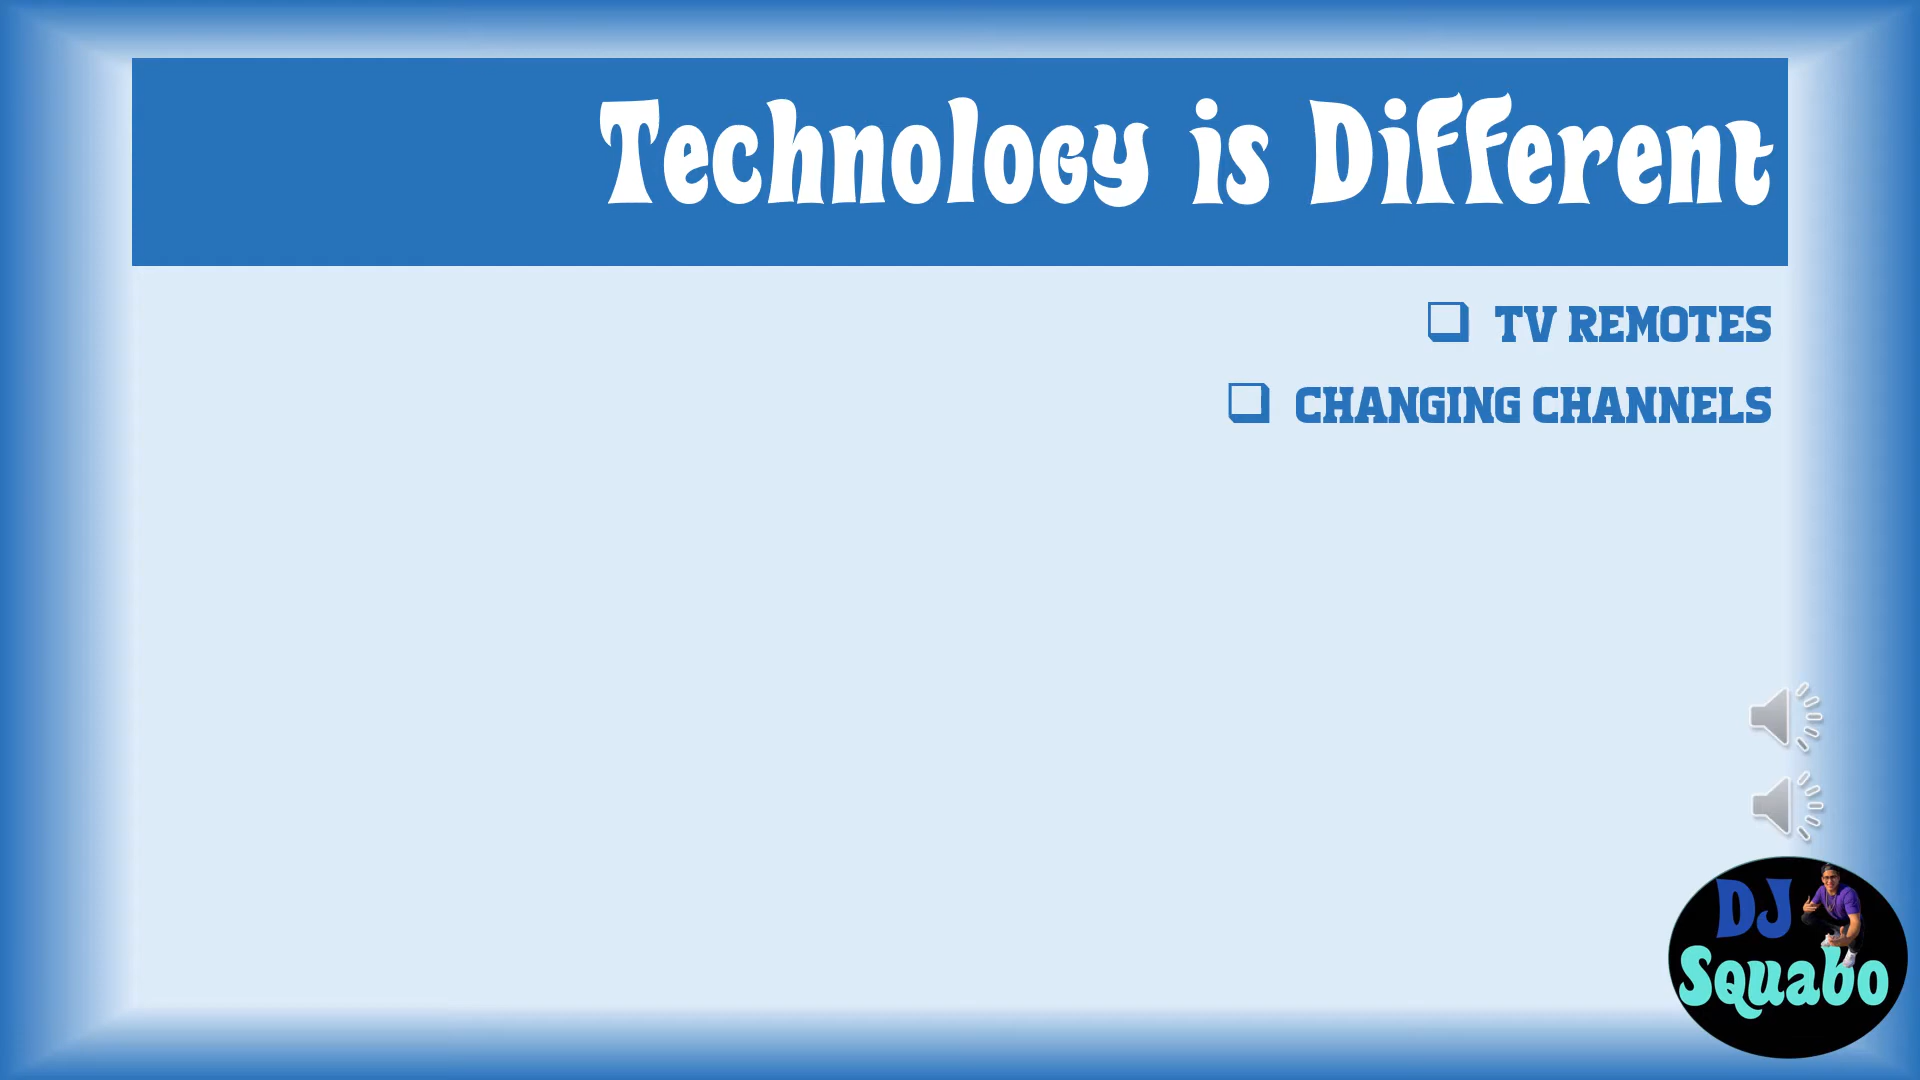 Technology is Different
TV REMOTES
CHANGING CHANNELS
DJ
Squabo